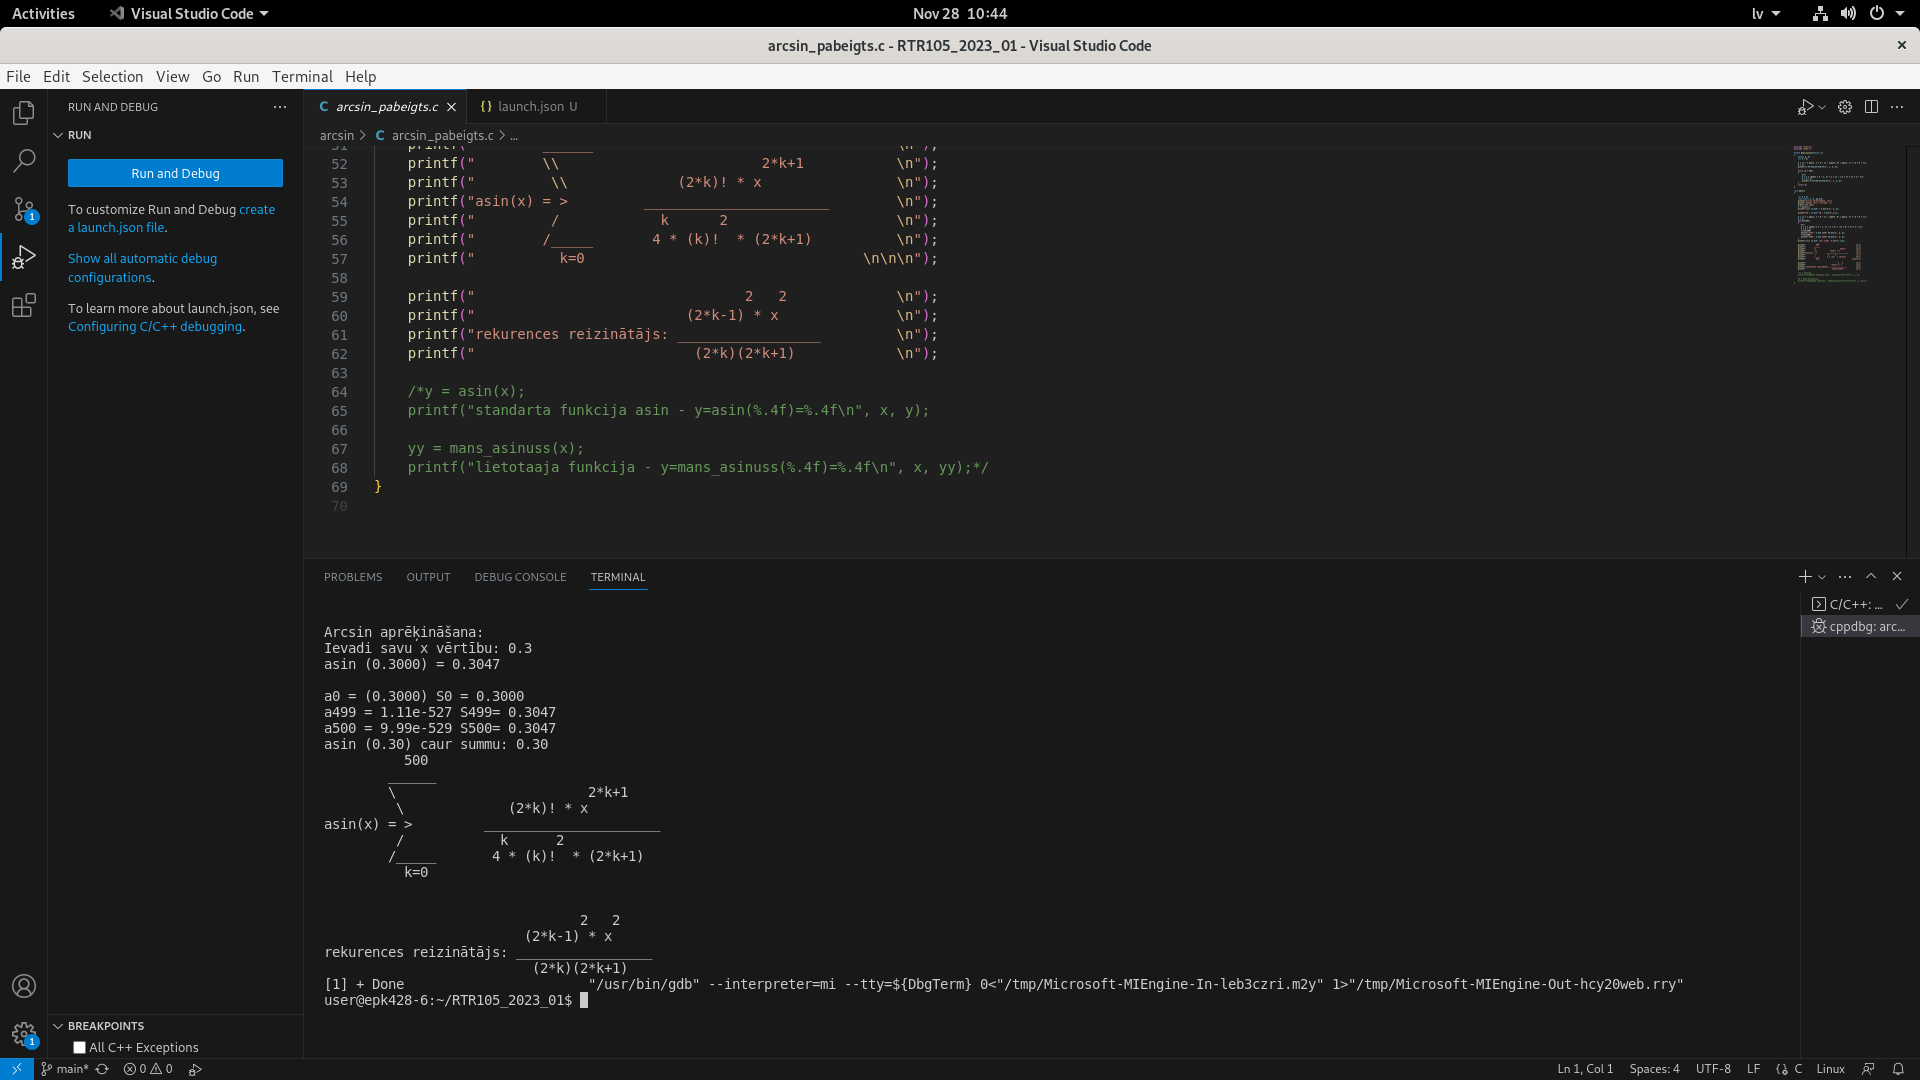 Activities Visual Studio Code Nov 28 10:44 lv
arcsin_pabeigts.c - RTR105_2023_01 - Visual Studio Code
File Edit Selection View Go Run Terminal Help
RUN AND DEBUG
RUN
Run and Debug
To customize Run and Debug create
a launch.json file.
Show all automatic debug
configurations.
To learn more about launch.json, see
Configuring C/C++ debugging.
BREAKPOINTS
All C++ Exceptions
C arcsin_pabeigts.c {} launch.json U
arcsin > C arcsin_pabeigts.c > ...
51 printf("        ______                                    \n");
52 printf("        \\                        2*k+1           \n");
53 printf("         \\             (2*k)! * x                \n");
54 printf("asin(x) = >         ______________________        \n");
55 printf("         /            k      2                    \n");
56 printf("        /_____       4 * (k)!  * (2*k+1)          \n");
57 printf("          k=0                                 \n\n\n");
58
59 printf("                                2   2             \n");
60 printf("                         (2*k-1) * x              \n");
61 printf("rekurences reizinātājs: _________________         \n");
62 printf("                          (2*k)(2*k+1)            \n");
63
64 /*y = asin(x);
65 printf("standarta funkcija asin - y=asin(%.4f)=%.4f\n", x, y);
66
67 yy = mans_asinuss(x);
68 printf("lietotaaja funkcija - y=mans_asinuss(%.4f)=%.4f\n", x, yy);*/
69 }
70
PROBLEMS OUTPUT DEBUG CONSOLE TERMINAL
C/C++: ...
cppdbg: arc...
Arcsin aprēķināšana:
Ievadi savu x vērtību: 0.3
asin (0.3000) = 0.3047
a0 = (0.3000) S0 = 0.3000
a499 = 1.11e-527 S499= 0.3047
a500 = 9.99e-529 S500= 0.3047
asin (0.30) caur summu: 0.30
          500
        ______
        \                        2*k+1
         \             (2*k)! * x
asin(x) = >         ______________________
         /            k      2
        /_____       4 * (k)!  * (2*k+1)
          k=0
                                2   2
                         (2*k-1) * x
rekurences reizinātājs: _________________
                          (2*k)(2*k+1)
[1] + Done                       "/usr/bin/gdb" --interpreter=mi --tty=${DbgTerm} 0<"/tmp/Microsoft-MIEngine-In-leb3czri.m2y" 1>"/tmp/Microsoft-MIEngine-Out-hcy20web.rry"
user@epk428-6:~/RTR105_2023_01$
main* 0 0 Ln 1, Col 1 Spaces: 4 UTF-8 LF {} C Linux